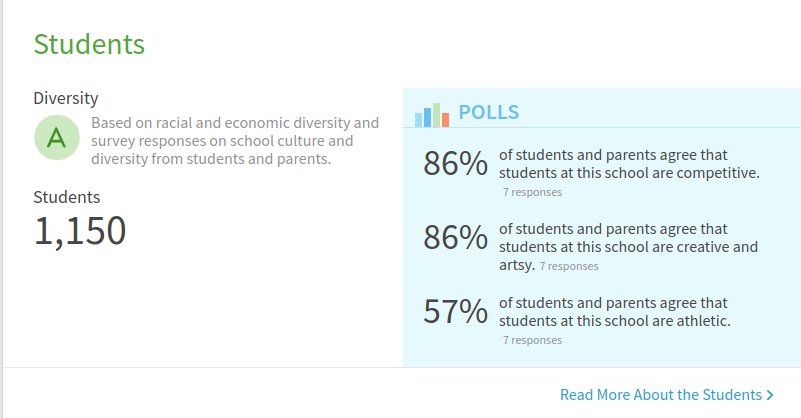 Students
Diversity
A
Based on racial and economic diversity and
survey responses on school culture and
diversity from students and parents.
Students
1,150
POLLS
86%
of students and parents agree that
students at this school are competitive.
7 responses
86%
of students and parents agree that
students at this school are creative and
artsy. 7 responses
57%
of students and parents agree that
students at this school are athletic.
7 responses
Read More About the Students